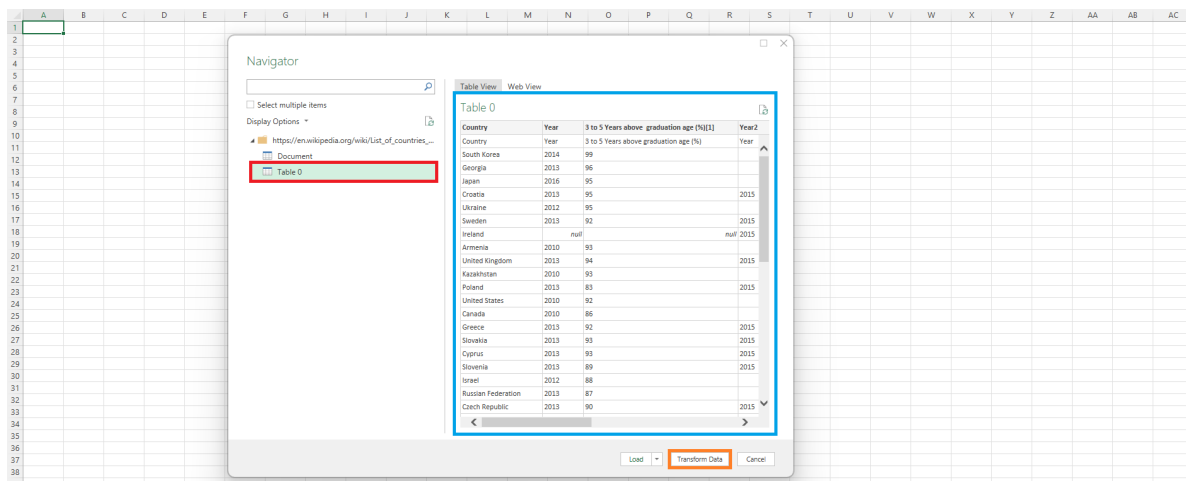 A B C D E F G H I J K L M N O P Q R S T U V W X Y Z AA AB AC
1
2
3
4
5
6
7
8
9
10
11
12
13
14
15
16
17
18
19
20
21
22
23
24
25
26
27
28
29
30
31
32
33
34
35
36
37
38
Navigator
Select multiple items
Display Options
https://en.wikipedia.org/wiki/List_of_countries_...
Document
Table 0
Table View Web View
Table 0
Country Year 3 to 5 Years above graduation age (%)[1] Year2
Country Year 3 to 5 Years above graduation age (%) Year
South Korea 2014 99
Georgia 2013 96
Japan 2016 95
Croatia 2013 95 2015
Ukraine 2012 95
Sweden 2013 92 2015
Ireland null null 2015
Armenia 2010 93
United Kingdom 2013 94 2015
Kazakhstan 2010 93
Poland 2013 83 2015
United States 2010 92
Canada 2010 86
Greece 2013 92 2015
Slovakia 2013 93 2015
Cyprus 2013 93 2015
Slovenia 2013 89 2015
Israel 2012 88
Russian Federation 2013 87
Czech Republic 2013 90 2015
Load Transform Data Cancel